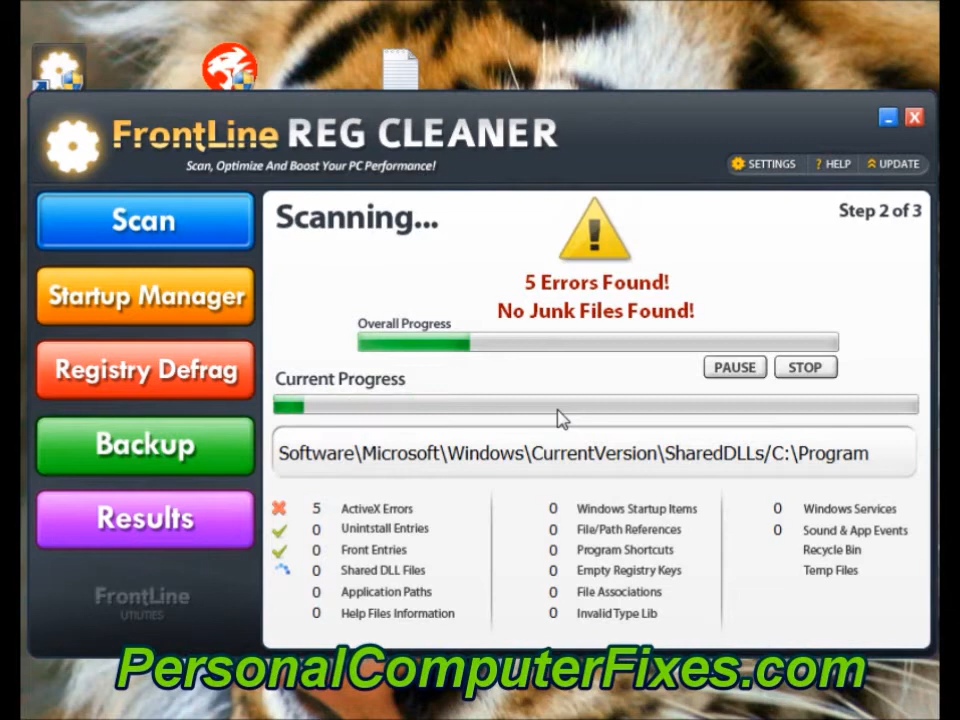 FrontLine REG CLEANER
Scan, Optimize And Boost Your PC Performance!
SETTINGS ? HELP UPDATE
Scan
Startup Manager
Registry Defrag
Backup
Results
FrontLine
UTILITIES
Scanning...
Step 2 of 3
5 Errors Found!
No Junk Files Found!
Overall Progress
PAUSE STOP
Current Progress
Software\Microsoft\Windows\CurrentVersion\SharedDLLs/C:\Program
5 ActiveX Errors
0 Unintstall Entries
0 Front Entries
0 Shared DLL Files
0 Application Paths
0 Help Files Information
0 Windows Startup Items
0 File/Path References
0 Program Shortcuts
0 Empty Registry Keys
0 File Associations
0 Invalid Type Lib
0 Windows Services
0 Sound & App Events
Recycle Bin
Temp Files
PersonalComputerFixes.com